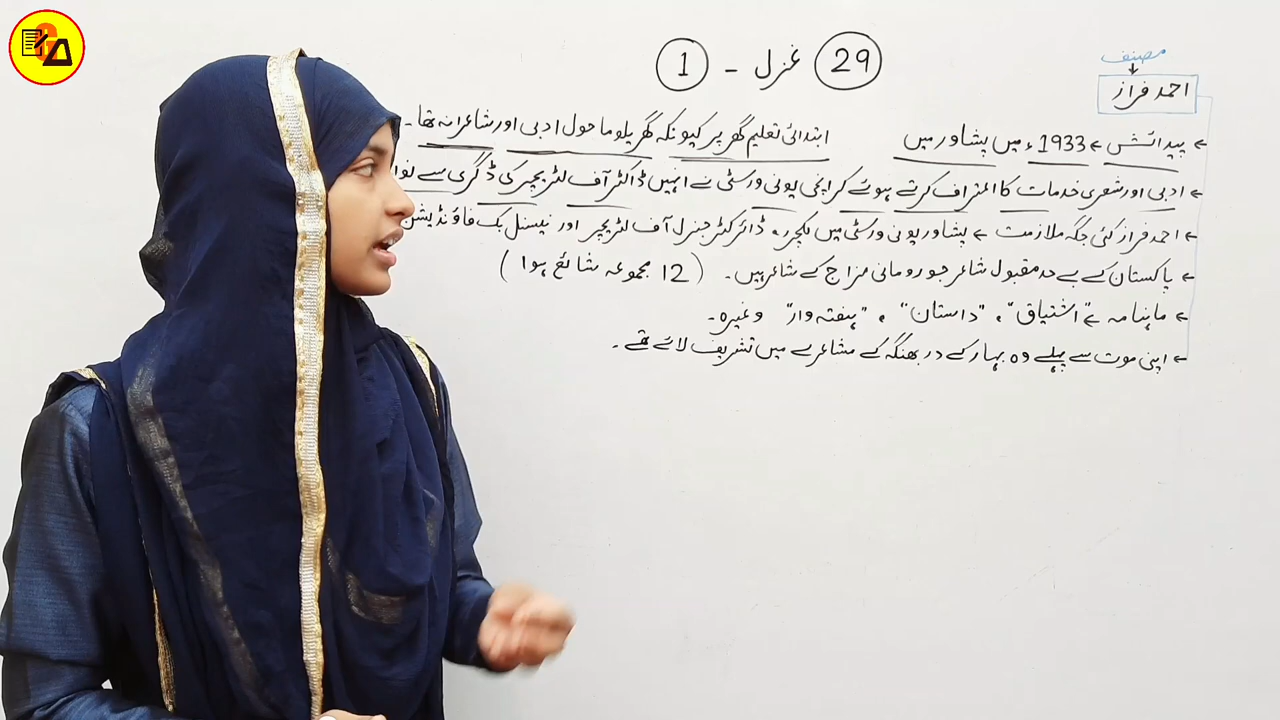 29 غزل - 1
مصنف
↓
احمد فراز
← پیدائش ← 1933ء میں پشاور میں ابتدائی تعلیم گھر پر کیونکہ گھریلو ماحول ادبی اور شاعرانہ تھا۔
← ادبی اور شعری خدمات کا اعتراف کرتے ہوئے کراچی یونی ورسٹی نے انہیں ڈاکٹر آف لٹریچر کی ڈگری سے نوا
← احمد فراز کئی جگہ ملازمت ← پشاور یونی ورسٹی میں لکچرر، ڈائرکٹر جنرل آف لٹریچر اور نیشنل بک فاؤنڈیشن
← پاکستان کے بے حد مقبول شاعر جو رومانی مزاج کے شاعر ہیں۔ (12 مجموعہ شائع ہوا)
← ماہنامہ ← "اشتیاق"، "داستان"، "ہفتہ وار" وغیرہ۔
← اپنی موت سے پہلے وہ بہار کے دربھنگہ کے مشاعرے میں تشریف لائے تھے۔